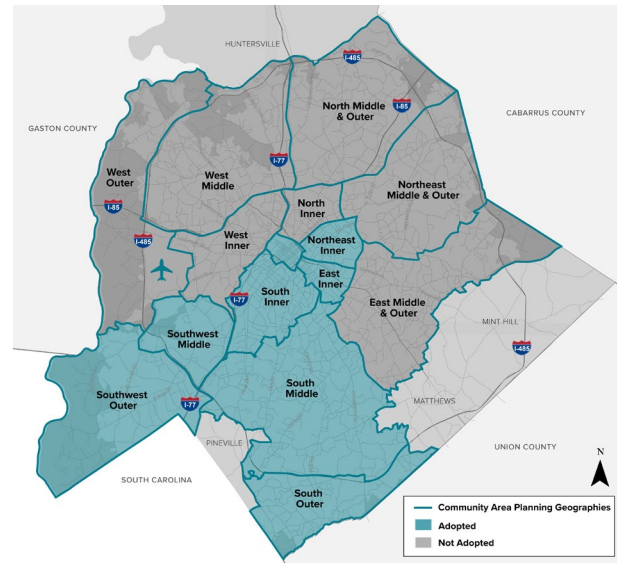 HUNTERSVILLE
I-485
North Middle
& Outer
I-85
CABARRUS COUNTY
GASTON COUNTY
I-77
West
Outer
West
Middle
Northeast
Middle & Outer
I-85
North
Inner
West
Inner
I-485
Northeast
Inner
East
Inner
South
Inner
I-77
East Middle
& Outer
MINT HILL
I-485
Southwest
Middle
South
Middle
Southwest
Outer
I-77
MATTHEWS
PINEVILLE
UNION COUNTY
SOUTH CAROLINA
South
Outer
N
Community Area Planning Geographies
Adopted
Not Adopted